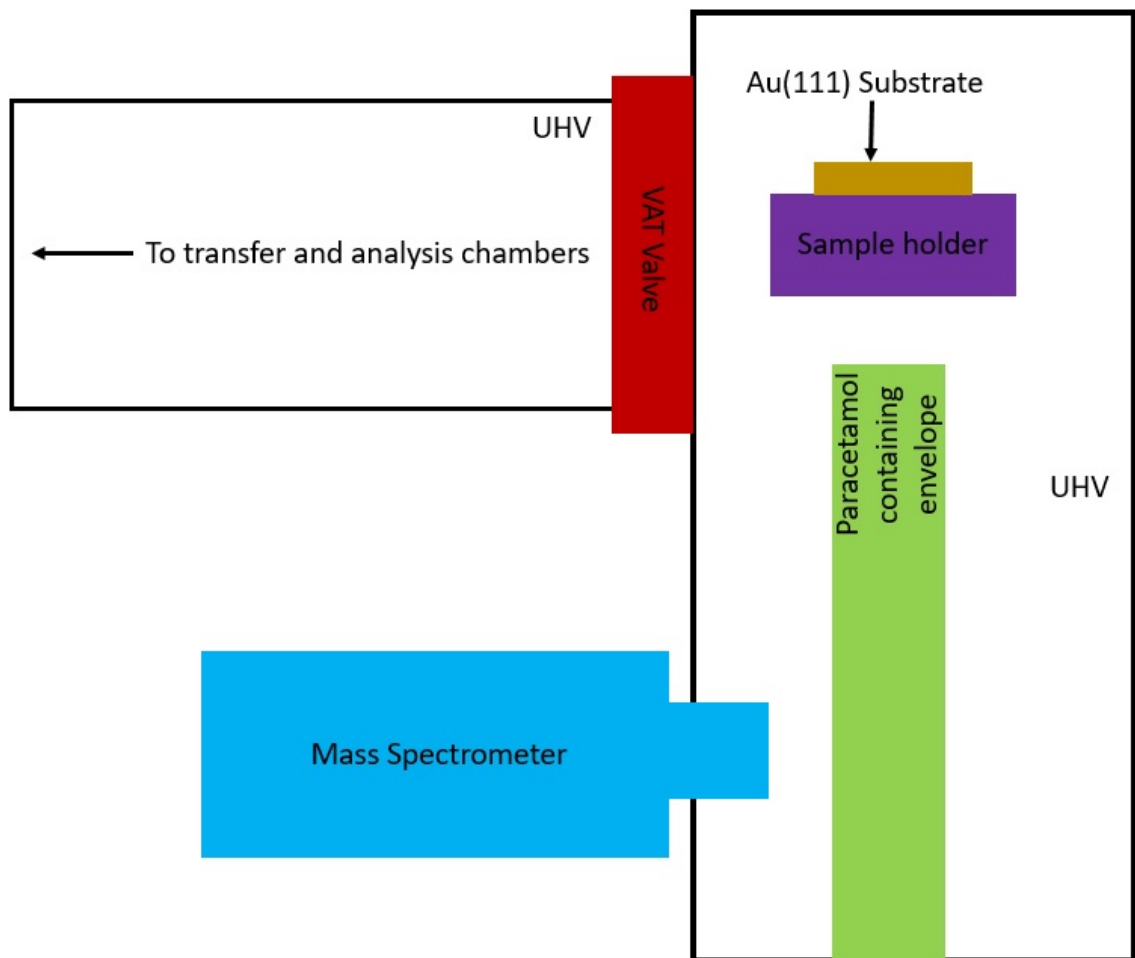 Au(111) Substrate
UHV
VAT Valve
To transfer and analysis chambers
Sample holder
Paracetamol
containing
envelope
UHV
Mass Spectrometer